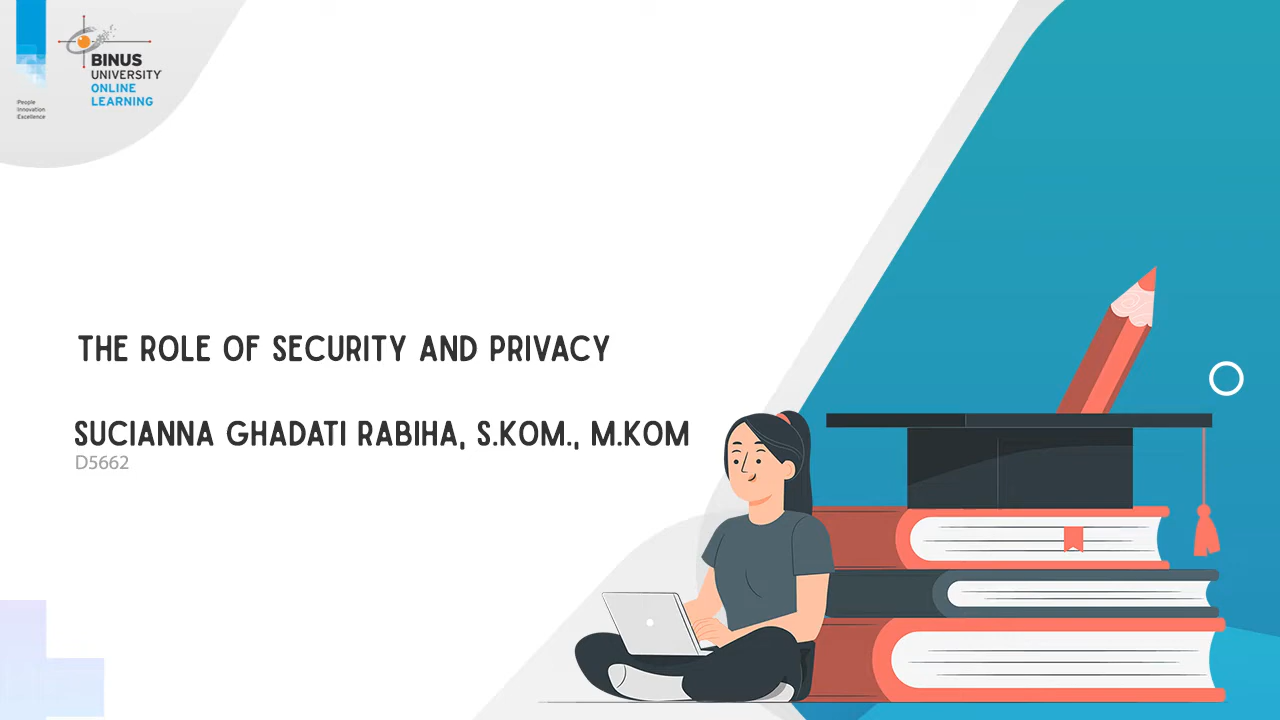 People
Innovation
Excellence
BINUS
UNIVERSITY
ONLINE
LEARNING
THE ROLE OF SECURITY AND PRIVACY
SUCIANNA GHADATI RABIHA, S.KOM., M.KOM
D5662